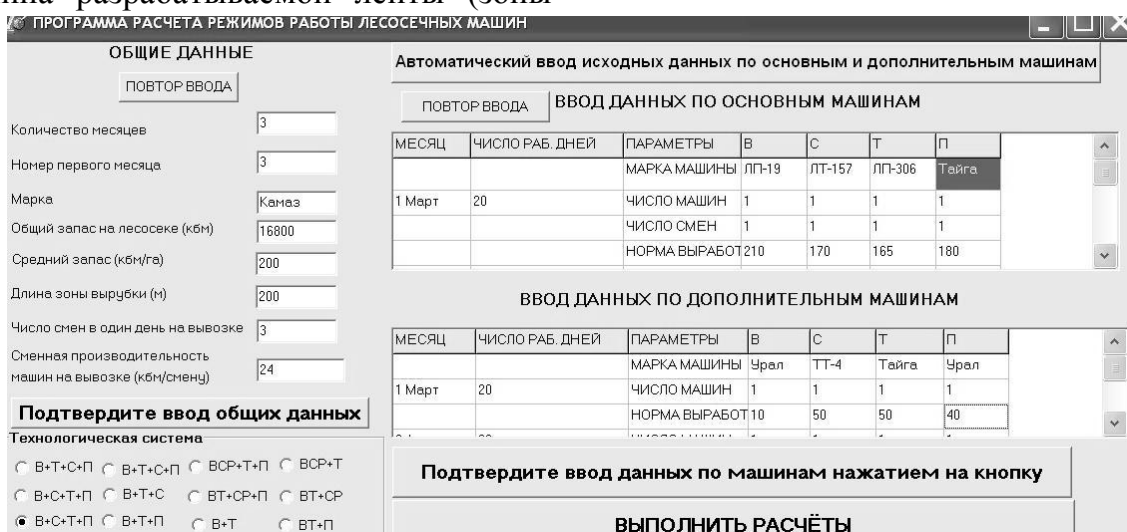 на разрабатываемой ленты (зоны
ПРОГРАММА РАСЧЕТА РЕЖИМОВ РАБОТЫ ЛЕСОСЕЧНЫХ МАШИН
ОБЩИЕ ДАННЫЕ
ПОВТОР ВВОДА
Количество месяцев 3
Номер первого месяца 3
Марка Камаз
Общий запас на лесосеке (кбм) 16800
Средний запас (кбм/га) 200
Длина зоны вырубки (м) 200
Число смен в один день на вывозке 3
Сменная производительность
машин на вывозке (кбм/смену) 24
Подтвердите ввод общих данных
Технологическая система
В+Т+С+П В+Т+С+П ВСР+Т+П ВСР+Т
В+С+Т+П В+Т+С ВТ+СР+П ВТ+СР
В+С+Т+П В+Т+П В+Т ВТ+П
Автоматический ввод исходных данных по основным и дополнительным машинам
ПОВТОР ВВОДА ВВОД ДАННЫХ ПО ОСНОВНЫМ МАШИНАМ
МЕСЯЦ ЧИСЛО РАБ. ДНЕЙ ПАРАМЕТРЫ В С Т П
МАРКА МАШИНЫ ЛП-19 ЛТ-157 ЛП-306 Тайга
1 Март 20 ЧИСЛО МАШИН 1 1 1 1
ЧИСЛО СМЕН 1 1 1 1
НОРМА ВЫРАБОТ 210 170 165 180
ВВОД ДАННЫХ ПО ДОПОЛНИТЕЛЬНЫМ МАШИНАМ
МЕСЯЦ ЧИСЛО РАБ. ДНЕЙ ПАРАМЕТРЫ В С Т П
МАРКА МАШИНЫ Урал ТТ-4 Тайга Урал
1 Март 20 ЧИСЛО МАШИН 1 1 1 1
НОРМА ВЫРАБОТ 10 50 50 40
Подтвердите ввод данных по машинам нажатием на кнопку
ВЫПОЛНИТЬ РАСЧЁТЫ